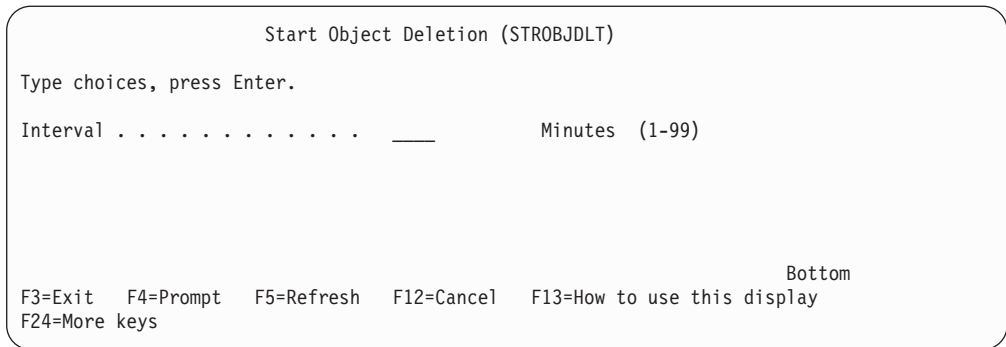 Start Object Deletion (STROBJDLT)
Type choices, press Enter.
Interval . . . . . . . . . . . . ____ Minutes (1-99)
Bottom
F3=Exit F4=Prompt F5=Refresh F12=Cancel F13=How to use this display
F24=More keys